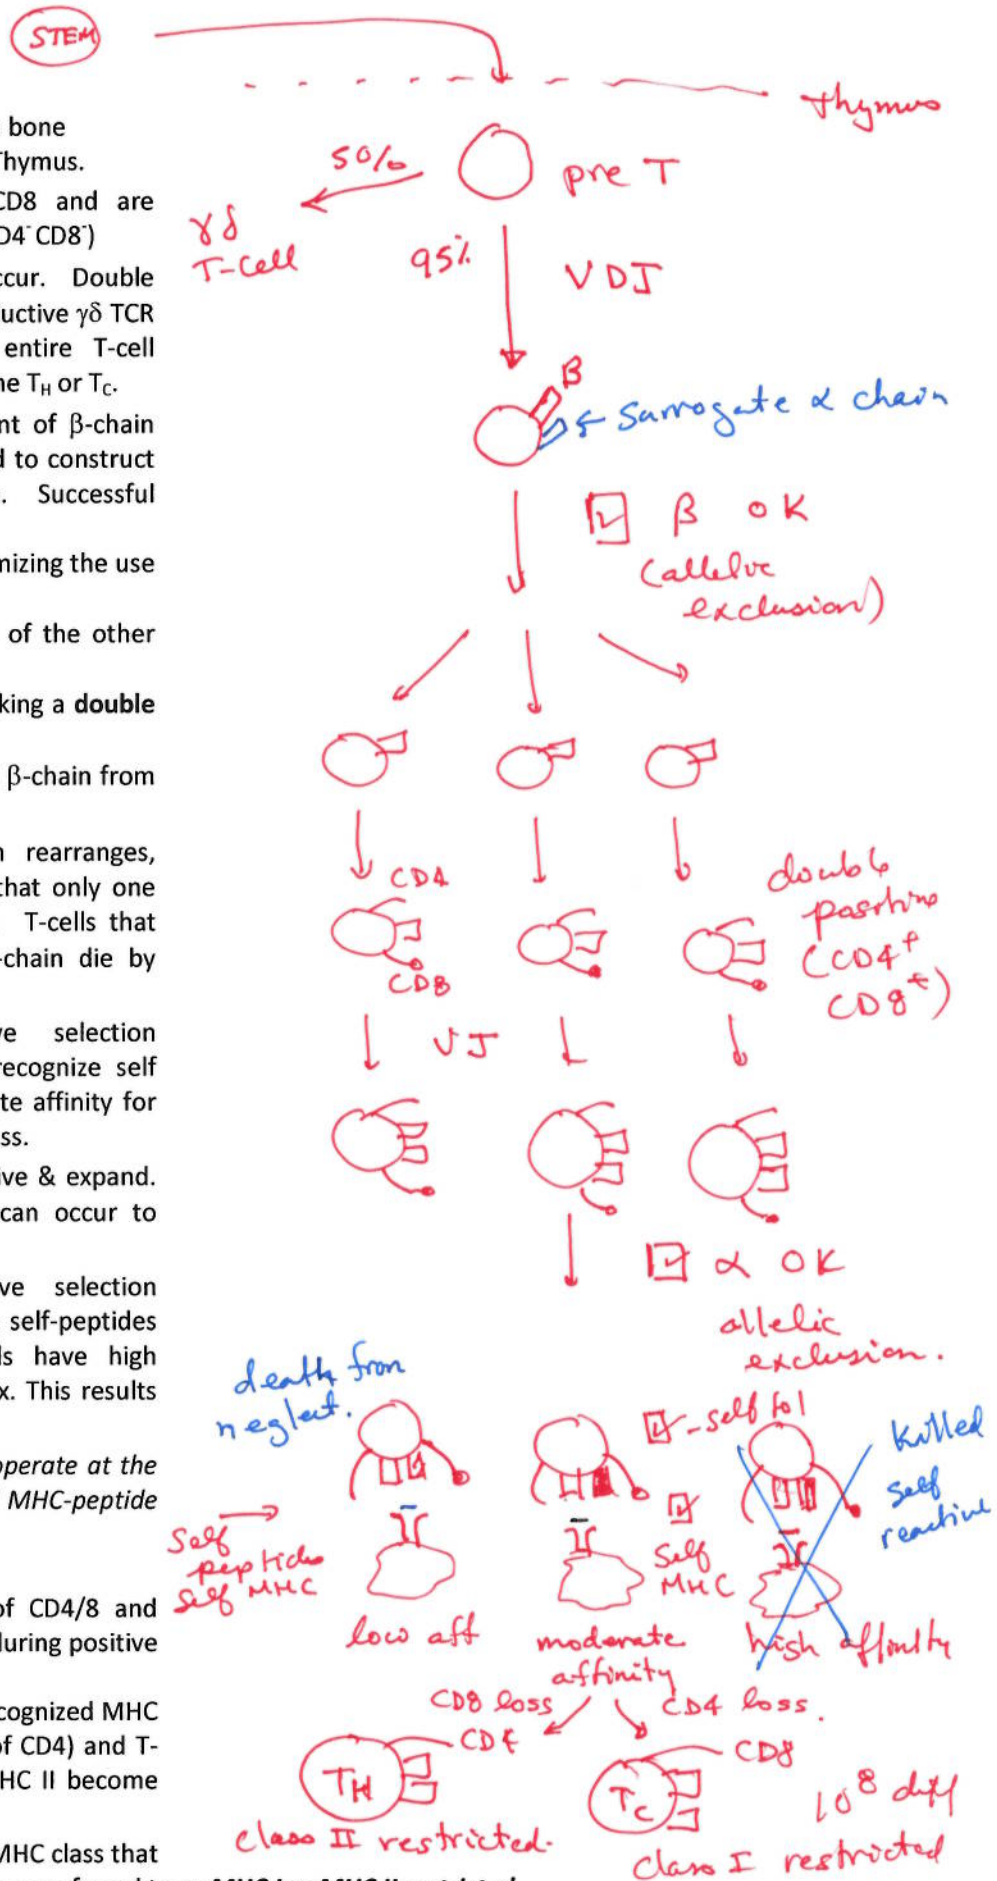 STEM
thymus
bone
Thymus.
CD8 and are
D4⁻ CD8⁻)
ccur. Double
uctive γδ TCR
entire T-cell
ne T_H or T_C.
nt of β-chain
d to construct
. Successful
mizing the use
of the other
king a double
β-chain from
n rearranges,
that only one
T-cells that
-chain die by
ve selection
recognize self
te affinity for
ss.
ive & expand.
can occur to
ve selection
self-peptides
ls have high
x. This results
operate at the
MHC-peptide
of CD4/8 and
during positive
cognized MHC
of CD4) and T-
HC II become
MHC class that
pre T
5%
γδ
T-Cell
95%
VDJ
β
surrogate α chain
β OK
(allelic
exclusion)
CD4
CD8
double
positive
(CD4⁺
CD8⁺)
VJ
α OK
allelic
exclusion.
death from
neglect.
self tol
Killed
self
reactive
self
peptide
self MHC
self
MHC
low aff
moderate
affinity
high affinity
CD8 loss
CD4 loss.
CD4
CD8
TH
Tc
10⁸ diff
class II restricted.
class I restricted